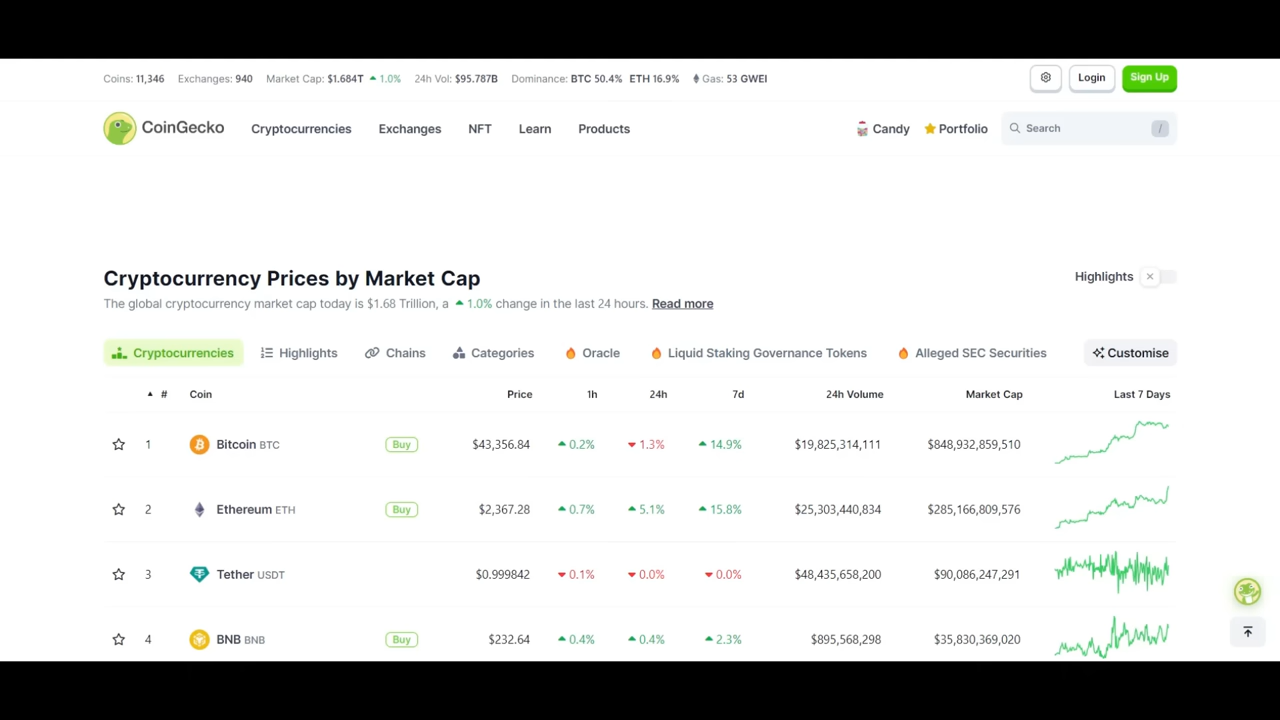 Coins: 11,346 Exchanges: 940 Market Cap: $1.684T 1.0% 24h Vol: $95.787B Dominance: BTC 50.4% ETH 16.9% Gas: 53 GWEI Login Sign Up
CoinGecko Cryptocurrencies Exchanges NFT Learn Products Candy Portfolio Search /
Cryptocurrency Prices by Market Cap Highlights
The global cryptocurrency market cap today is $1.68 Trillion, a 1.0% change in the last 24 hours. Read more
Cryptocurrencies Highlights Chains Categories Oracle Liquid Staking Governance Tokens Alleged SEC Securities Customise
# Coin Price 1h 24h 7d 24h Volume Market Cap Last 7 Days
1 Bitcoin BTC Buy $43,356.84 0.2% 1.3% 14.9% $19,825,314,111 $848,932,859,510
2 Ethereum ETH Buy $2,367.28 0.7% 5.1% 15.8% $25,303,440,834 $285,166,809,576
3 Tether USDT $0.999842 0.1% 0.0% 0.0% $48,435,658,200 $90,086,247,291
4 BNB BNB Buy $232.64 0.4% 0.4% 2.3% $895,568,298 $35,830,369,020